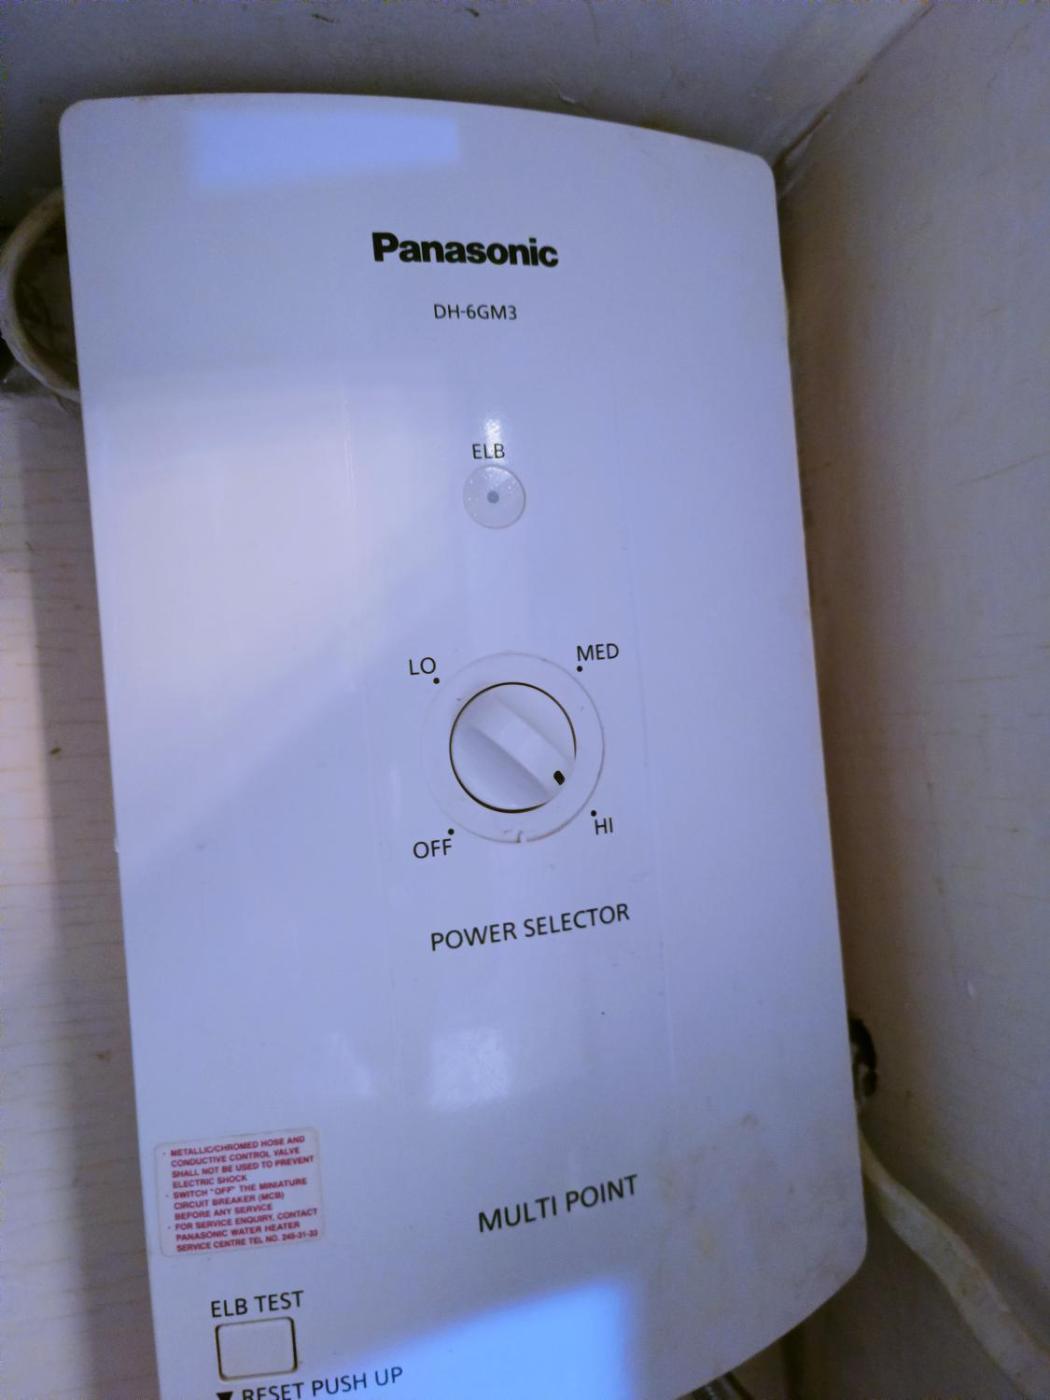 Panasonic
DH-6GM3
ELB
LO
MED
OFF
HI
POWER SELECTOR
· METALLIC/CHROMED HOSE AND
CONDUCTIVE CONTROL VALVE
SHALL NOT BE USED TO PREVENT
ELECTRIC SHOCK
· SWITCH "OFF" THE MINIATURE
CIRCUIT BREAKER (MCB)
BEFORE ANY SERVICE
· FOR SERVICE ENQUIRY, CONTACT
PANASONIC WATER HEATER
SERVICE CENTRE TEL NO.
MULTI POINT
ELB TEST
▼ RESET PUSH UP